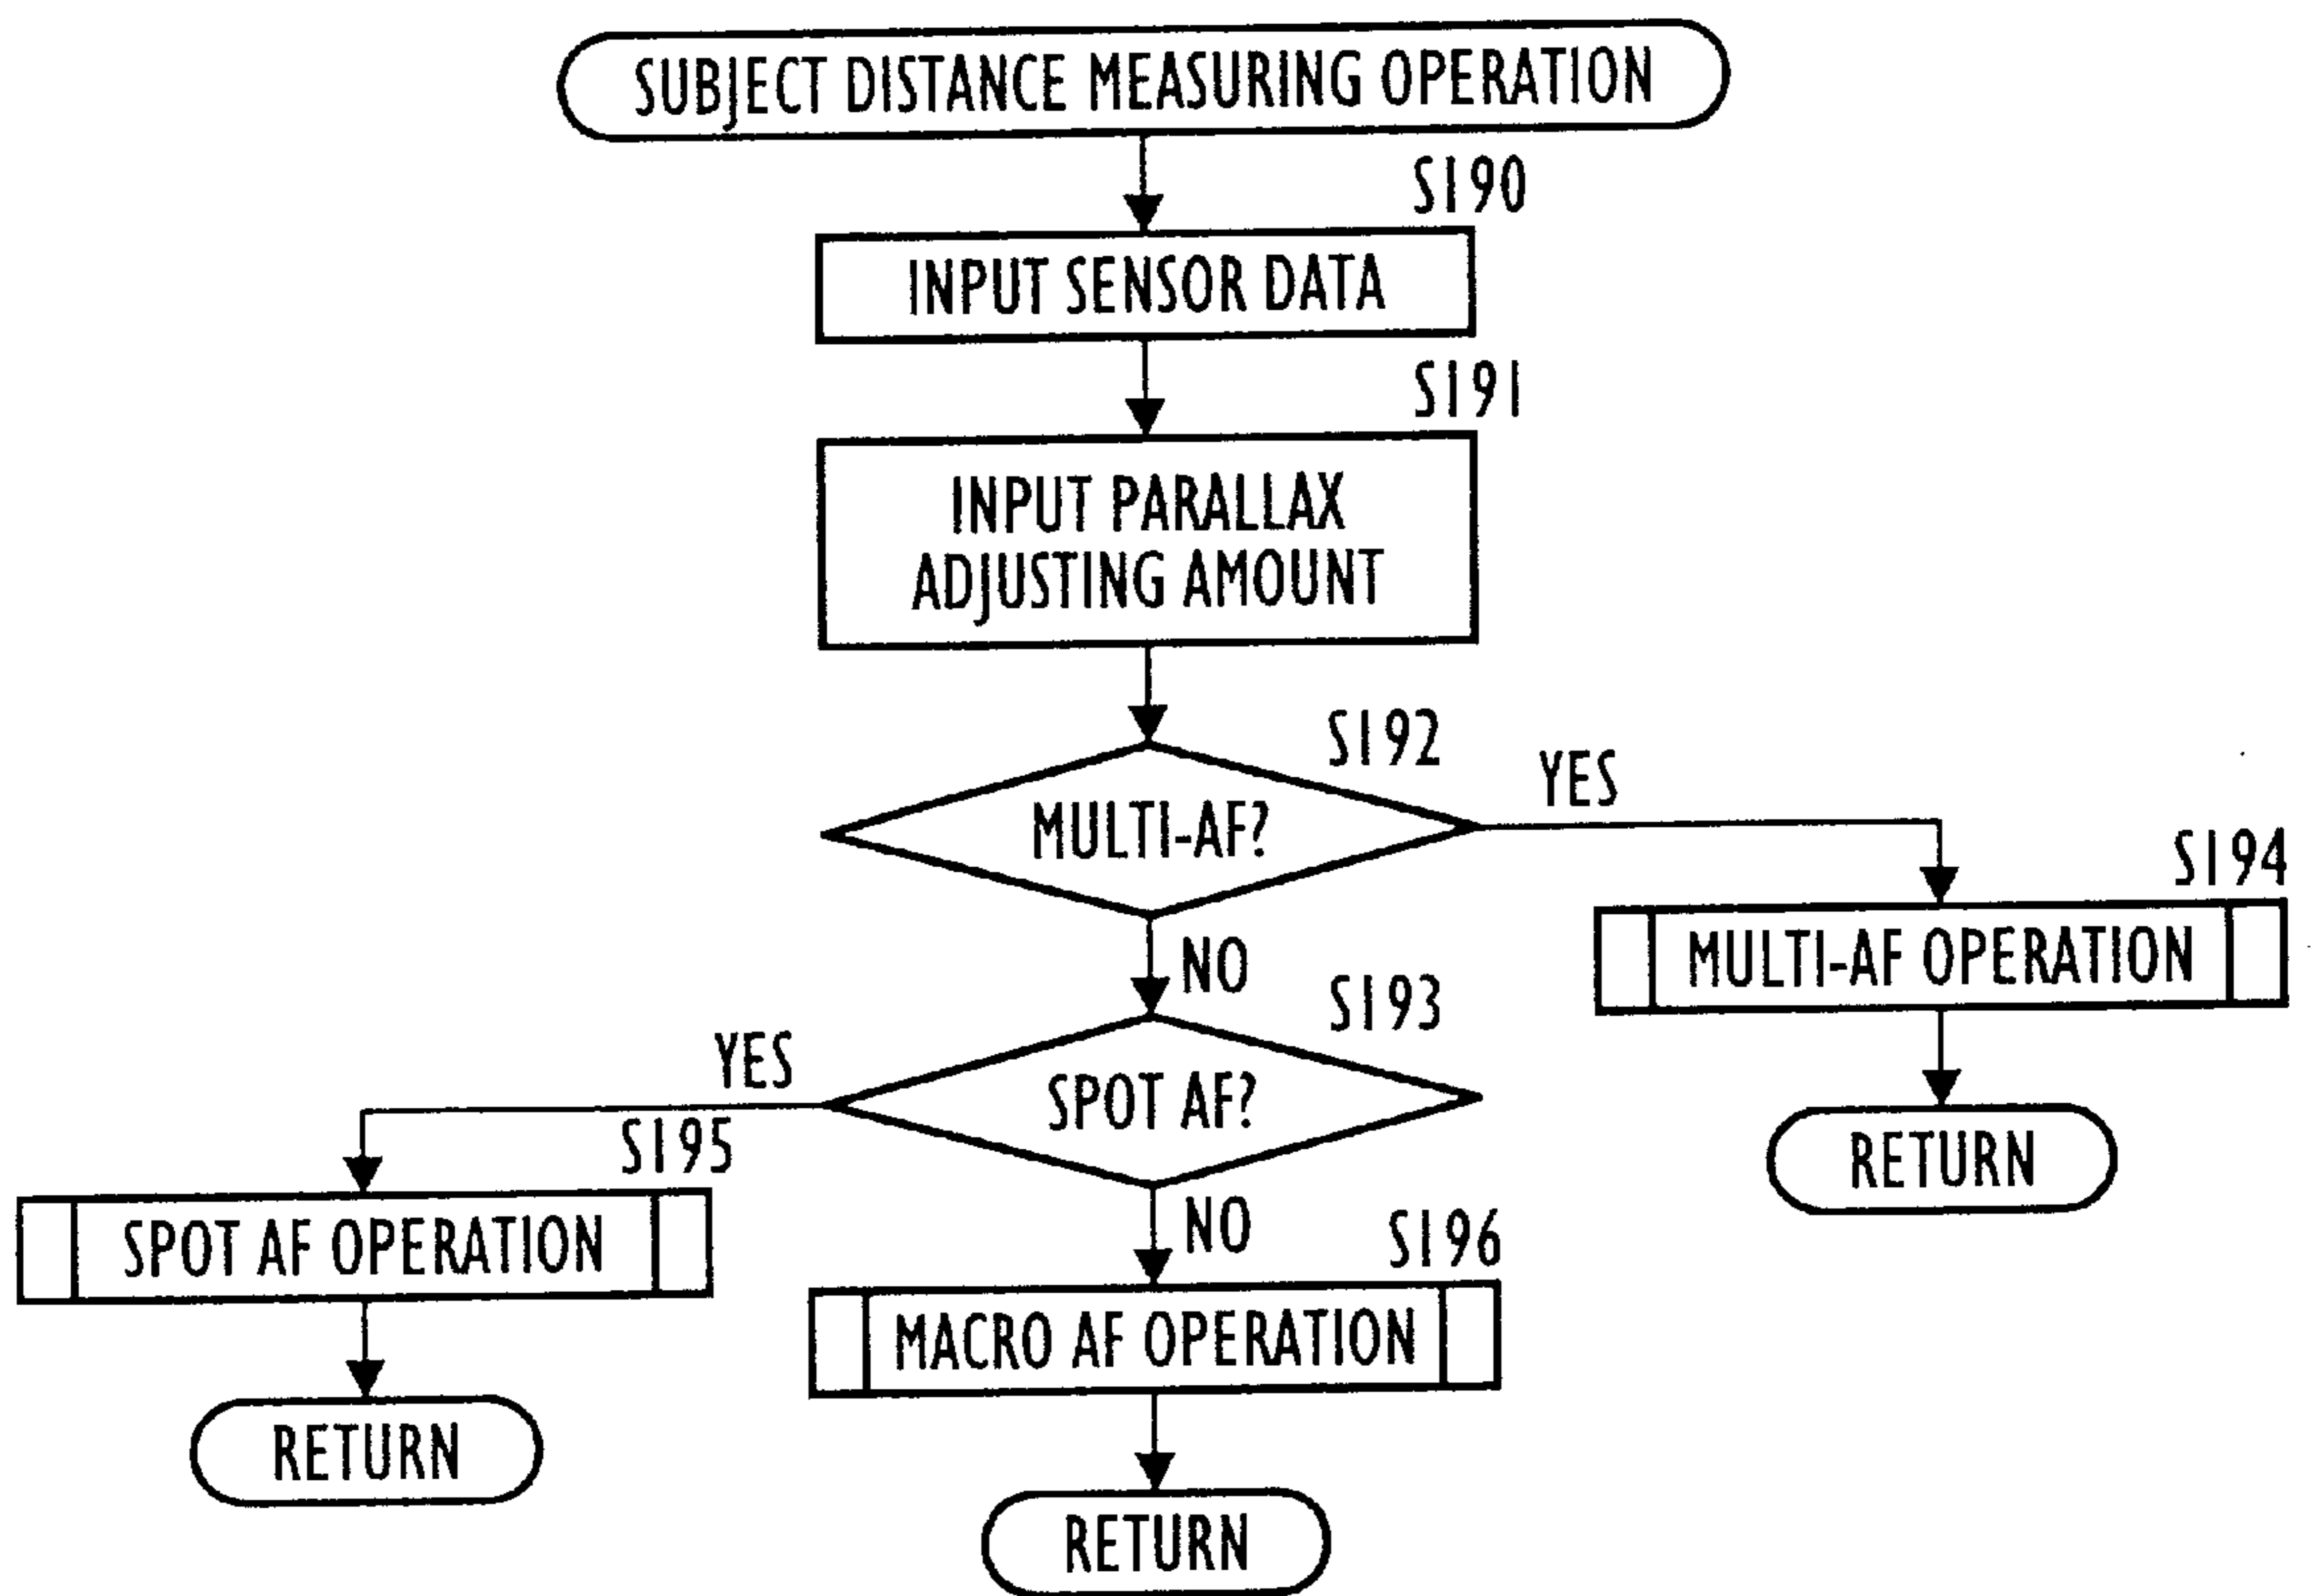 SUBJECT DISTANCE MEASURING OPERATION
S190
INPUT SENSOR DATA
S191
INPUT PARALLAX
ADJUSTING AMOUNT
S192
MULTI-AF?
YES
S194
MULTI-AF OPERATION
RETURN
NO
S193
SPOT AF?
YES
S195
SPOT AF OPERATION
RETURN
NO
S196
MACRO AF OPERATION
RETURN